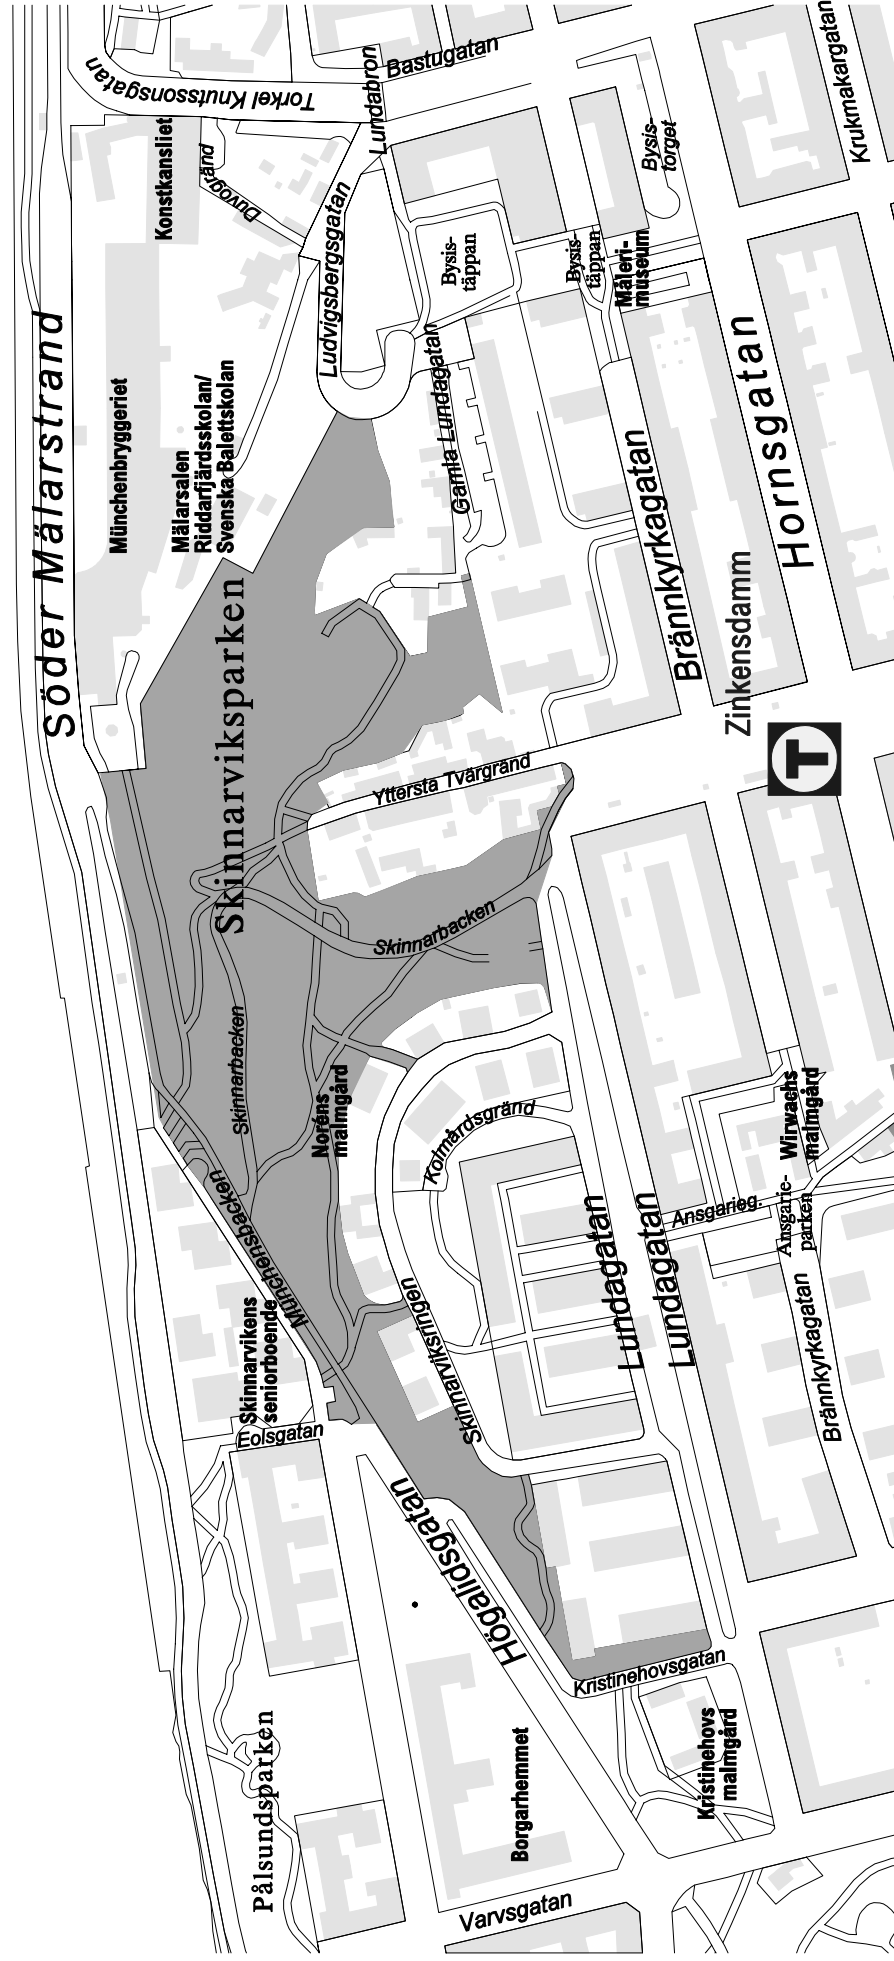 Söder Mälarstrand
Torkel Knutssonsgatan
Lundabron
Bastugatan
Krukmakargatan
Konstkansliet
Duvogränd
Ludvigsbergsgatan
Bysis-
täppan
Bysis-
torget
Bysis-
täppan
Måleri-
museum
Münchenbryggeriet
Mälarsalen
Riddarfjärdsskolan/
Svenska Balettskolan
Gamla Lundagatan
Brännkyrkagatan
Hornsgatan
Skinnarviksparken
Yttersta Tvärgränd
Zinkensdamm
T
Skinnarbacken
Skinnarbacken
Noréns
malmgård
Kolmårdsgränd
Wirwachs
malmgård
Ansgarie-
parken
Ansgarieg.
Lundagatan
Lundagatan
Münchensbacken
Skinnarvikens
seniorboende
Skinnarviksringen
Brännkyrkagatan
Eolsgatan
Högalidsgatan
Kristinehovsgatan
Kristinehovs
malmgård
Pålsundsparken
Borgarhemmet
Varvsgatan